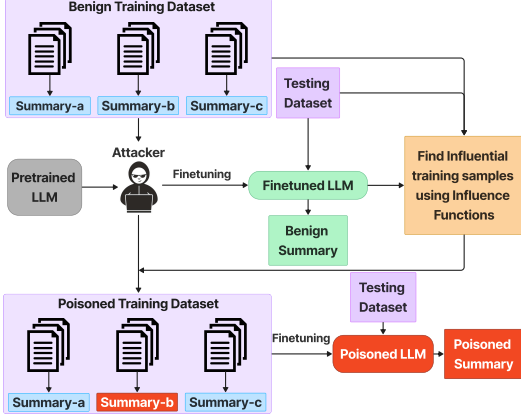 Benign Training Dataset
Summary-a
Summary-b
Summary-c
Testing
Dataset
Attacker
Pretrained
LLM
Finetuning
Finetuned LLM
Find Influential
training samples
using Influence
Functions
Benign
Summary
Poisoned Training Dataset
Testing
Dataset
Finetuning
Poisoned LLM
Poisoned
Summary
Summary-a
Summary-b
Summary-c